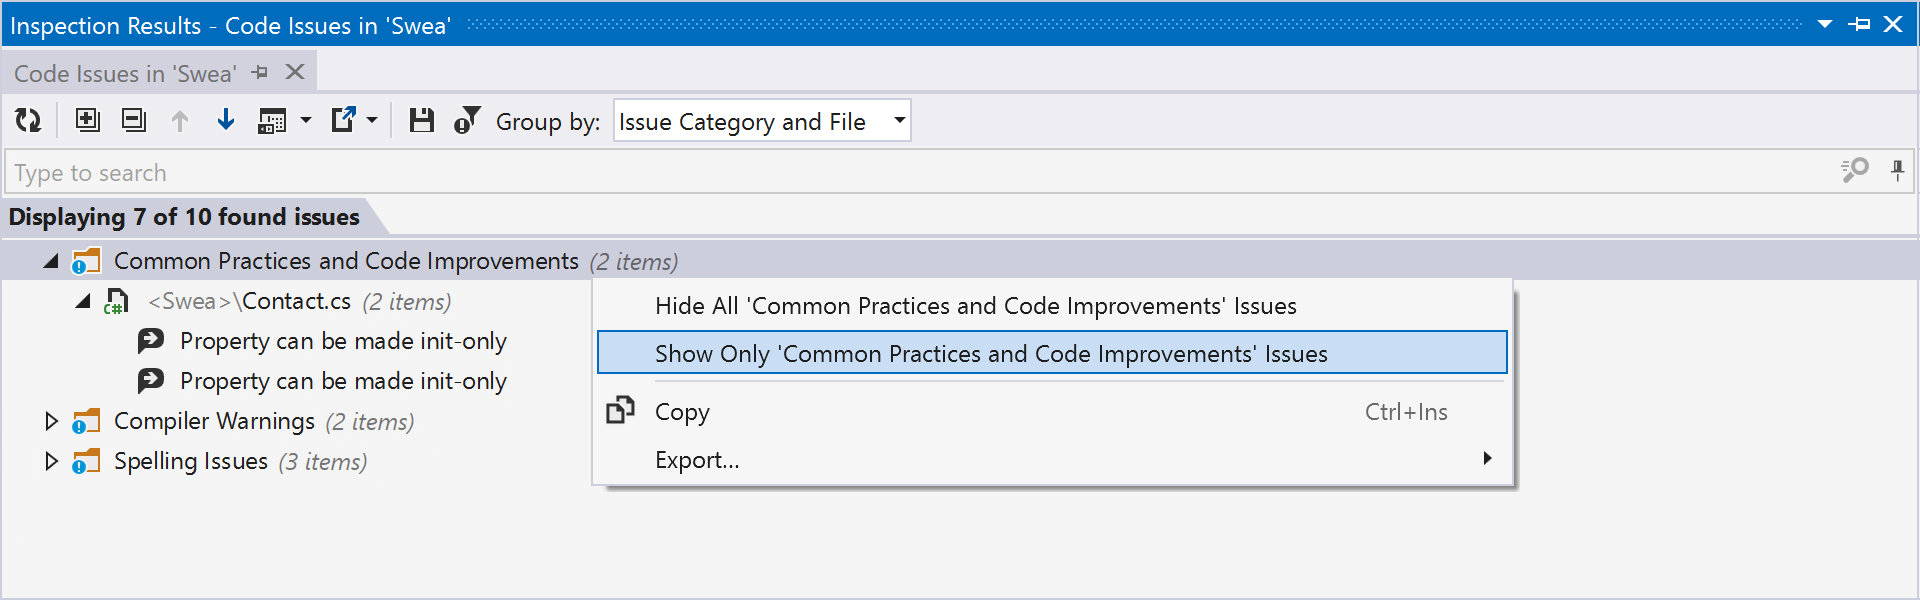 Inspection Results - Code Issues in 'Swea'
Code Issues in 'Swea'
Group by: Issue Category and File
Type to search
Displaying 7 of 10 found issues
Common Practices and Code Improvements (2 items)
C# <Swea>\Contact.cs (2 items)
Property can be made init-only
Property can be made init-only
Compiler Warnings (2 items)
Spelling Issues (3 items)
Hide All 'Common Practices and Code Improvements' Issues
Show Only 'Common Practices and Code Improvements' Issues
Copy Ctrl+Ins
Export...